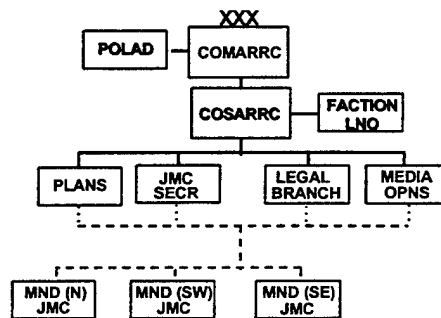 XXX
POLAD
COMARRC
COSARRC
FACTION
LNO
PLANS
JMC
SECR
LEGAL
BRANCH
MEDIA
OPNS
MND (N)
JMC
MND (SW)
JMC
MND (SE)
JMC